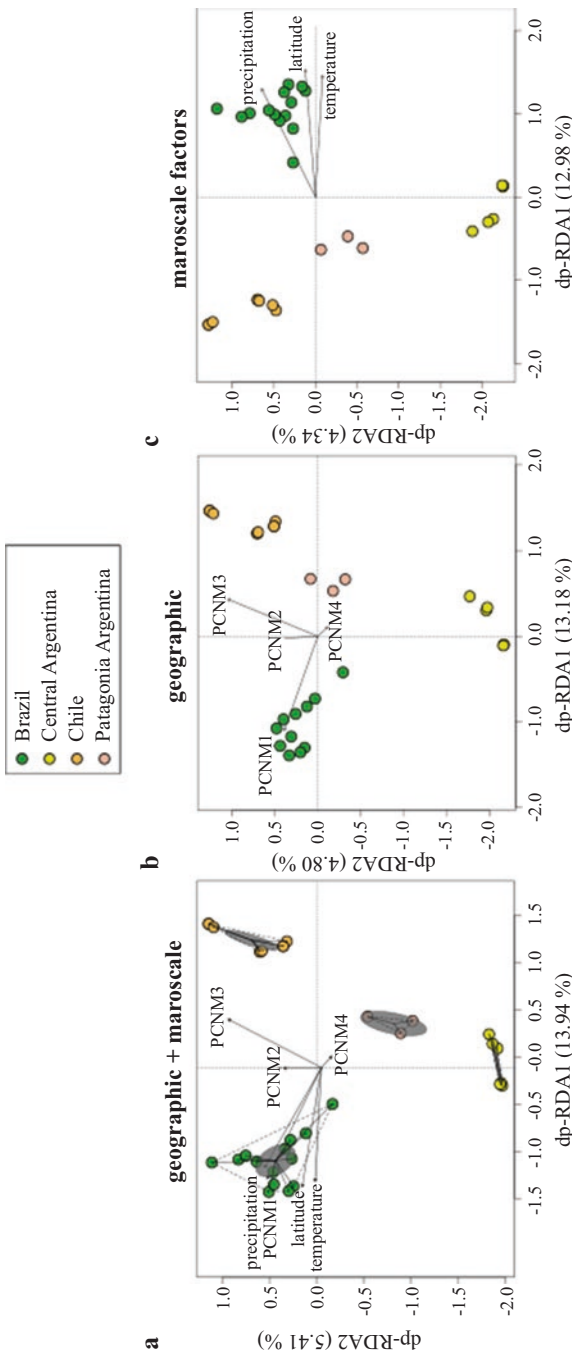 Brazil
Central Argentina
Chile
Patagonia Argentina
a
geographic + maroscale
PCNM3
PCNM2
PCNM4
precipitation
PCNM1
latitude
temperature
1.0
0.5
0.0
-0.5
-1.0
-1.5
-2.0
dp-RDA2 (5.41 %)
-1.5
-1.0
-0.5
-0.0
0.5
1.0
1.5
dp-RDA1 (13.94 %)
b
geographic
PCNM3
PCNM2
PCNM1
PCNM4
1.0
0.5
0.0
-0.5
-1.0
-1.5
-2.0
dp-RDA2 (4.80 %)
-2.0
-1.0
0.0
1.0
2.0
dp-RDA1 (13.18 %)
c
maroscale factors
precipitation
latitude
temperature
1.0
0.5
0.0
-0.5
-1.0
-1.5
-2.0
dp-RDA2 (4.34 %)
-2.0
-1.0
0.0
1.0
2.0
dp-RDA1 (12.98 %)